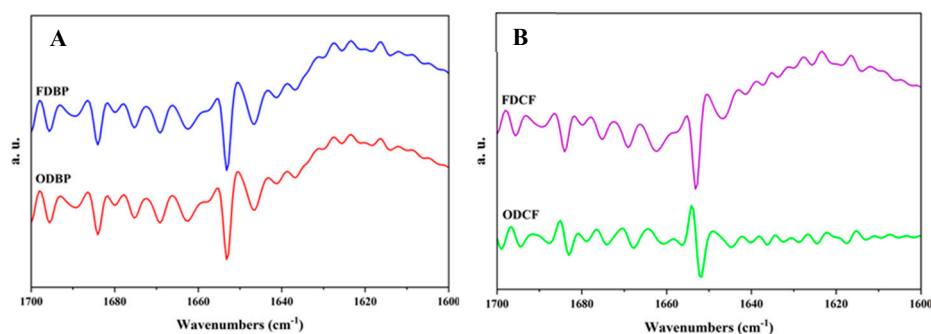 A
FDBP
ODBP
a. u.
1700 1680 1660 1640 1620 1600
Wavenumbers (cm⁻¹)
B
FDCF
ODCF
a. u.
1700 1680 1660 1640 1620 1600
Wavenumbers (cm⁻¹)